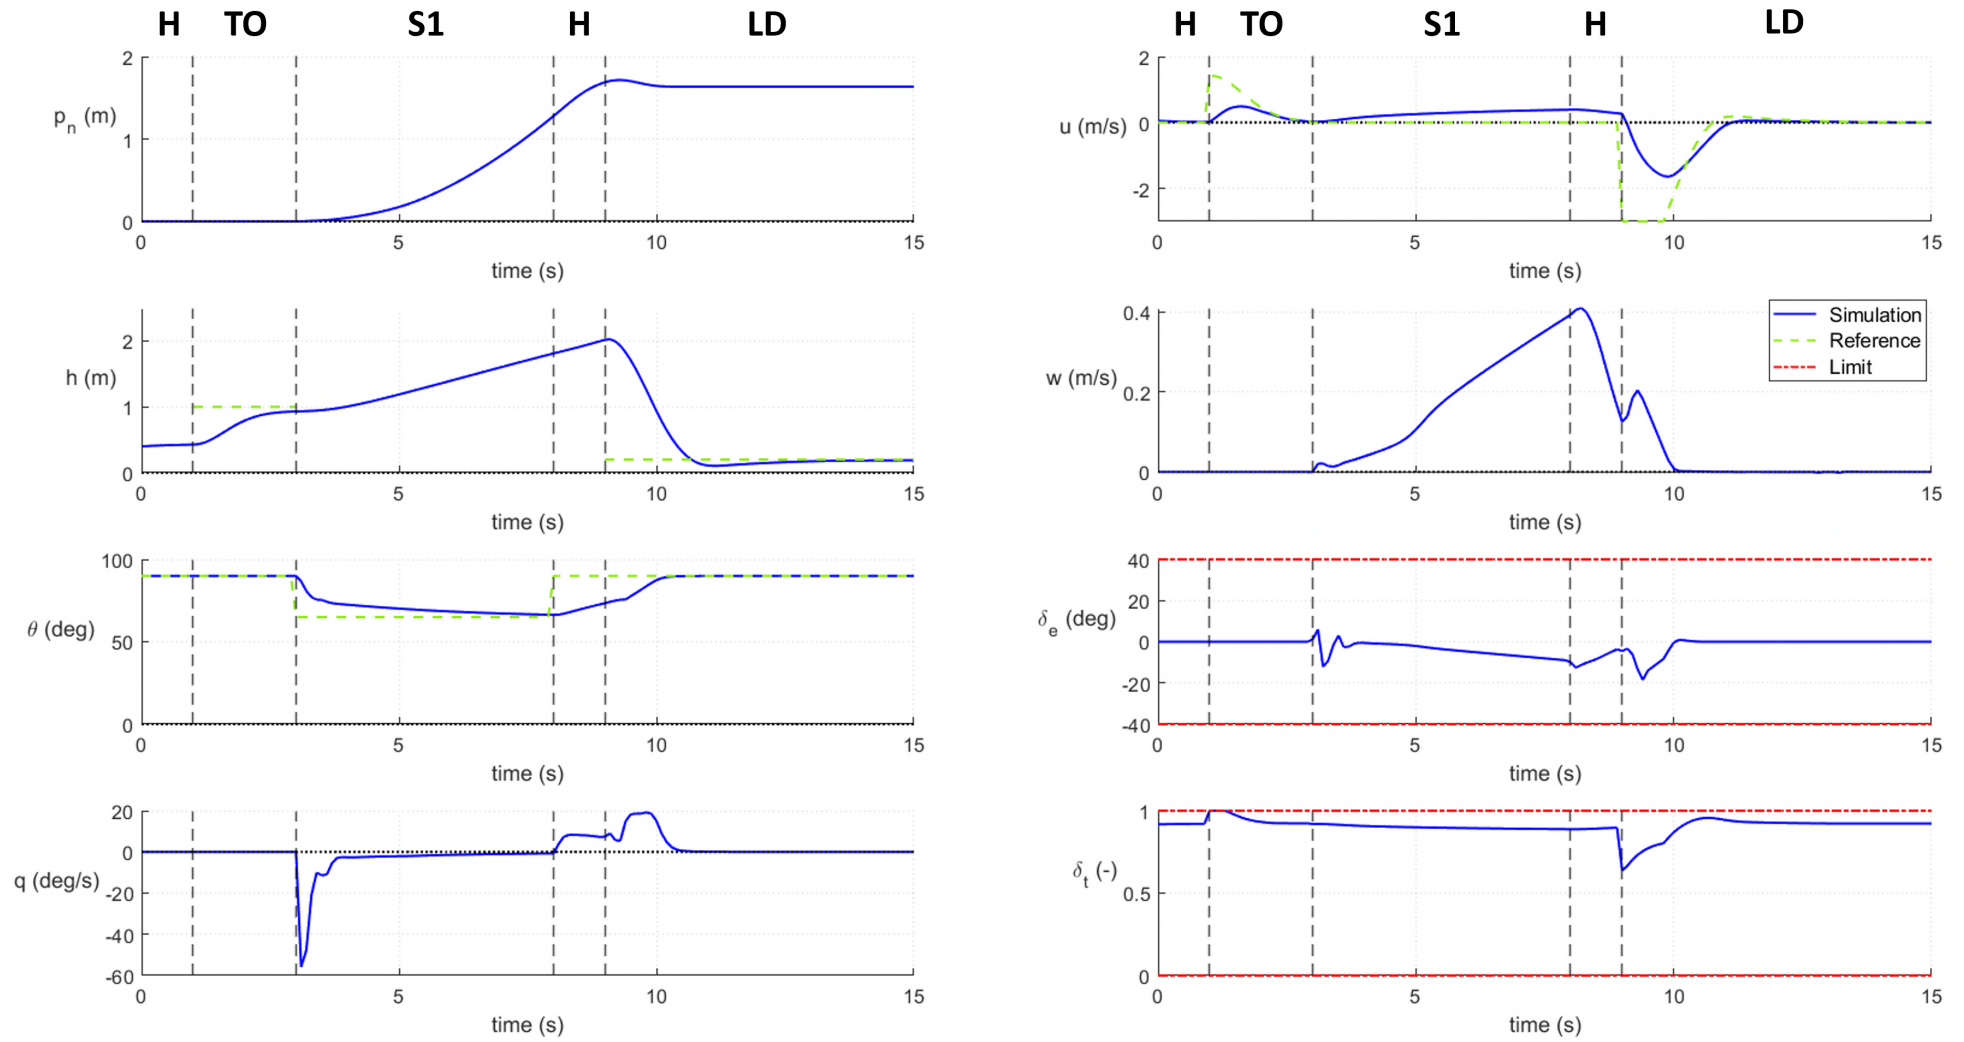 H TO S1 H LD
2
1
0
p_n (m)
0 5 10 15
time (s)
2
1
0
h (m)
0 5 10 15
time (s)
100
50
0
θ (deg)
0 5 10 15
time (s)
20
0
-20
-40
-60
q (deg/s)
0 5 10 15
time (s)
H TO S1 H LD
2
0
-2
u (m/s)
0 5 10 15
time (s)
0.4
0.2
0
w (m/s)
Simulation
Reference
Limit
0 5 10 15
time (s)
40
20
0
-20
-40
δ_e (deg)
0 5 10 15
time (s)
1
0.5
0
δ_t (-)
0 5 10 15
time (s)